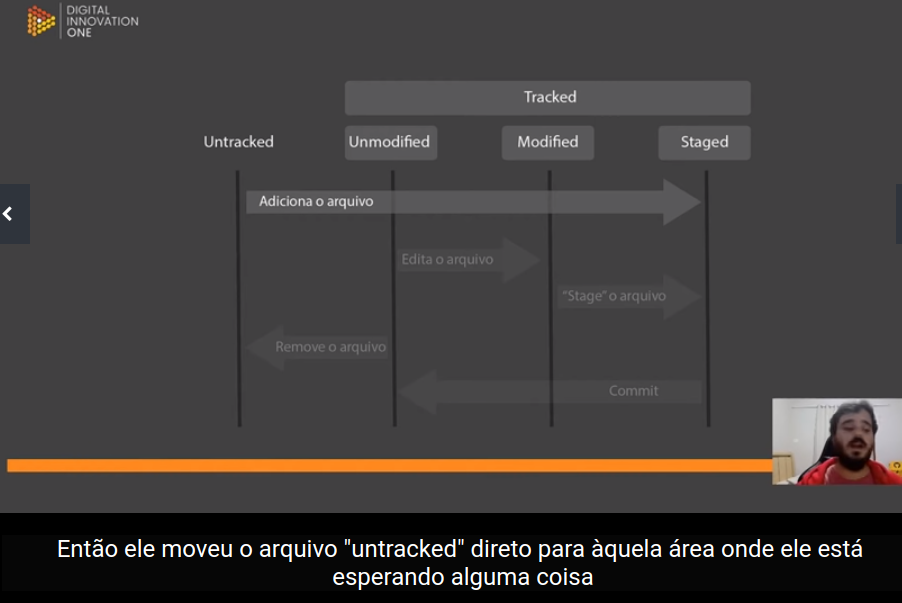 DIGITAL
INNOVATION
ONE
Tracked
Untracked
Unmodified
Modified
Staged
Adiciona o arquivo
Edita o arquivo
"Stage" o arquivo
Remove o arquivo
Commit
Então ele moveu o arquivo "untracked" direto para àquela área onde ele está
esperando alguma coisa